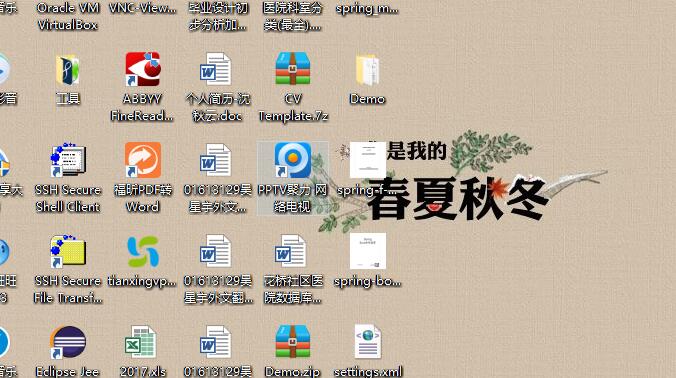 音乐
Oracle VM
VirtualBox
VNC-View...
毕业设计初
步分析加...
医院科室分
类(最全)....
spring_m...
影音
工具
ABBYY
FineRead...
个人简历-沈
秋云.doc
CV
Template.7z
Demo
享大
SSH Secure
Shell Client
福昕PDF转
Word
01613129吴
星宇外文...
PPTV聚力 网
络电视
spring-f...
是我的
春夏秋冬
旺旺
3
SSH Secure
File Transf...
tianxingvp...
01613129吴
星宇外文翻...
花桥社区医
院数据库...
spring-bo...
音乐
Eclipse Jee
2017.xls
01613129吴
Demo.zip
settings.xml